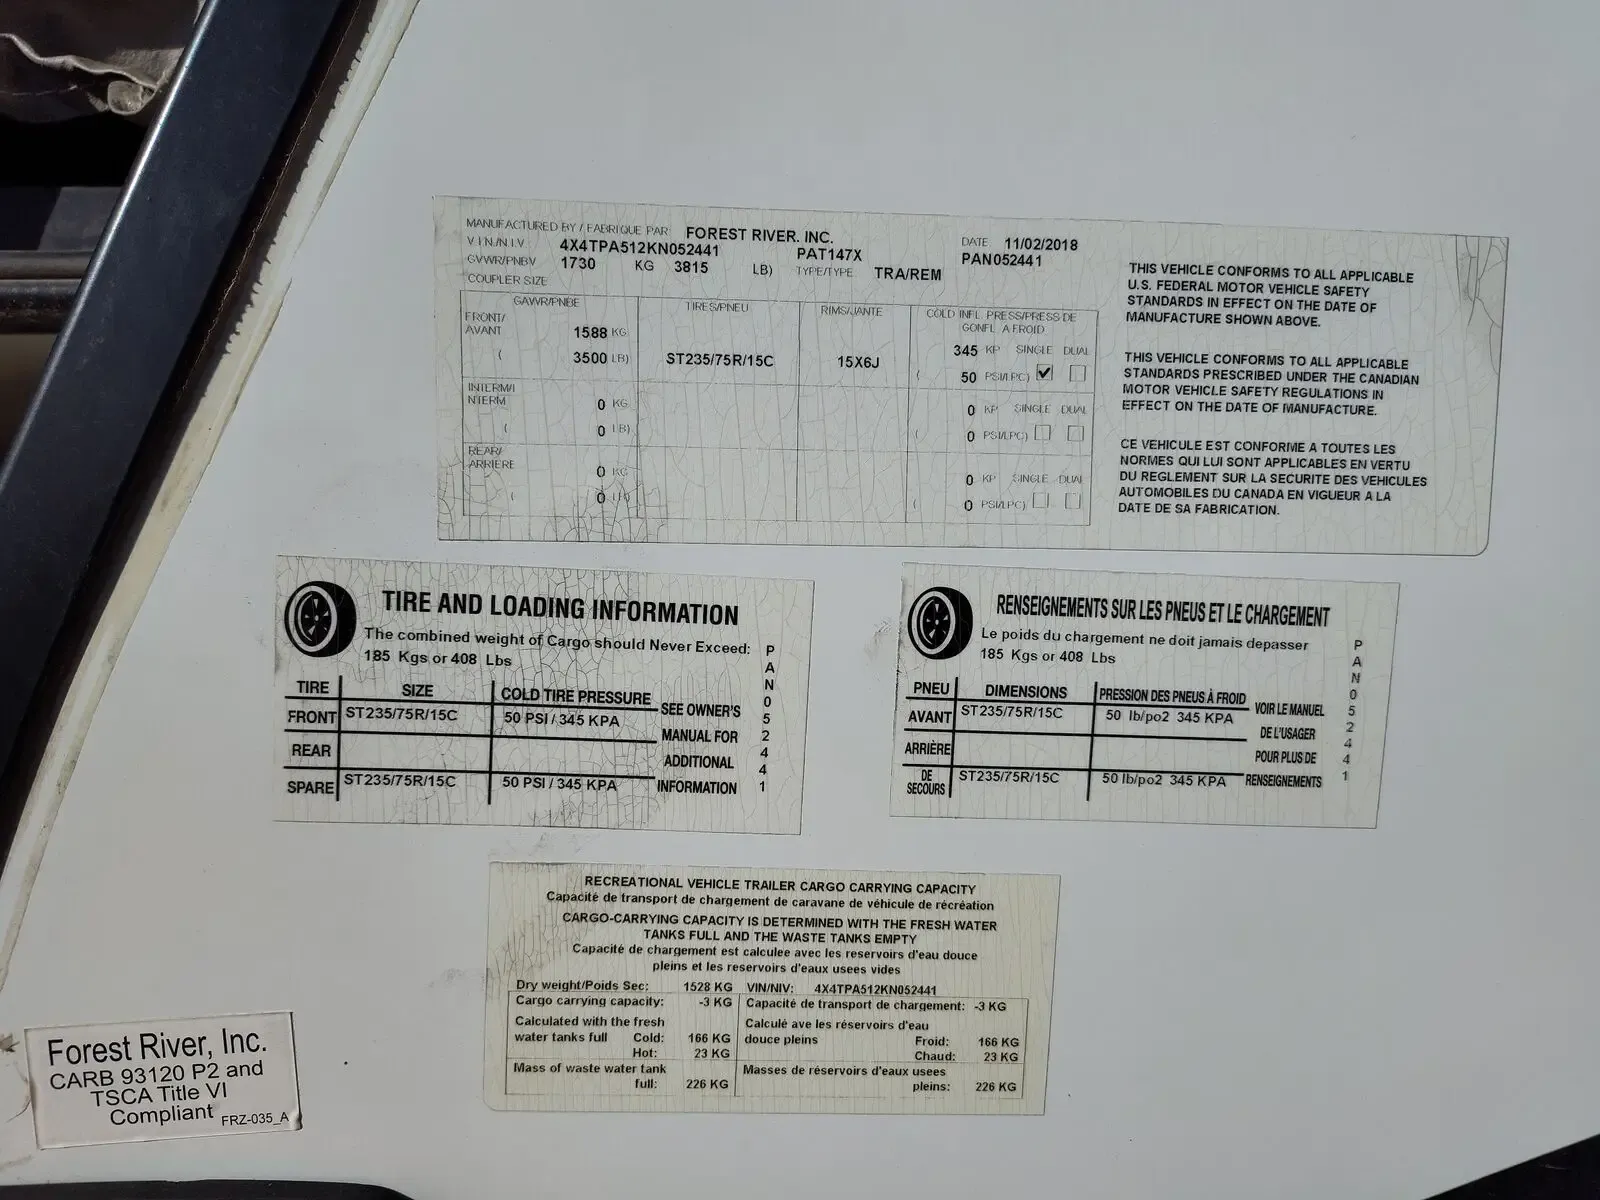 MANUFACTURED BY / FABRIQUE PAR FOREST RIVER. INC. DATE 11/02/2018
V I N./N.I.V 4X4TPA512KN052441 PAT147X PAN052441
GVWR/PNBV 1730 KG 3815 LB) TYPE/TYPE TRA/REM
COUPLER SIZE
GAWR/PNBE TIRES/PNEU RIMS/JANTE COLD INFL PRESS/PRESS DE
GONFL A FROID
FRONT/
AVANT 1588 KG 345 KP SINGLE DUAL
( 3500 LB) ST235/75R/15C 15X6J ( 50 PSI/LPC)
INTERM/I
NTERM 0 KG 0 KP SINGLE DUAL
( 0 LB) ( 0 PSI/LPC)
REAR/
ARRIERE 0 KG 0 KP SINGLE DUAL
( 0 ( 0 PSI/LPC)
THIS VEHICLE CONFORMS TO ALL APPLICABLE
U.S. FEDERAL MOTOR VEHICLE SAFETY
STANDARDS IN EFFECT ON THE DATE OF
MANUFACTURE SHOWN ABOVE.
THIS VEHICLE CONFORMS TO ALL APPLICABLE
STANDARDS PRESCRIBED UNDER THE CANADIAN
MOTOR VEHICLE SAFETY REGULATIONS IN
EFFECT ON THE DATE OF MANUFACTURE.
CE VEHICULE EST CONFORME A TOUTES LES
NORMES QUI LUI SONT APPLICABLES EN VERTU
DU REGLEMENT SUR LA SECURITE DES VEHICULES
AUTOMOBILES DU CANADA EN VIGUEUR A LA
DATE DE SA FABRICATION.
TIRE AND LOADING INFORMATION
The combined weight of Cargo should Never Exceed:
185 Kgs or 408 Lbs
TIRE SIZE COLD TIRE PRESSURE
FRONT ST235/75R/15C 50 PSI / 345 KPA
REAR
SPARE ST235/75R/15C 50 PSI / 345 KPA
SEE OWNER'S
MANUAL FOR
ADDITIONAL
INFORMATION
PAN052441
RENSEIGNEMENTS SUR LES PNEUS ET LE CHARGEMENT
Le poids du chargement ne doit jamais depasser
185 Kgs or 408 Lbs
PNEU DIMENSIONS PRESSION DES PNEUS À FROID
AVANT ST235/75R/15C 50 lb/po2 345 KPA
ARRIÈRE
DE
SECOURS ST235/75R/15C 50 lb/po2 345 KPA
VOIR LE MANUEL
DE L'USAGER
POUR PLUS DE
RENSEIGNEMENTS
PAN052441
RECREATIONAL VEHICLE TRAILER CARGO CARRYING CAPACITY
Capacité de transport de chargement de caravane de véhicule de récréation
CARGO-CARRYING CAPACITY IS DETERMINED WITH THE FRESH WATER
TANKS FULL AND THE WASTE TANKS EMPTY
Capacité de chargement est calculee avec les reservoirs d'eau douce
pleins et les reservoirs d'eaux usees vides
Dry weight/Poids Sec: 1528 KG VIN/NIV: 4X4TPA512KN052441
Cargo carrying capacity: -3 KG
Calculated with the fresh
water tanks full Cold: 166 KG
Hot: 23 KG
Mass of waste water tank
full: 226 KG
Capacité de transport de chargement: -3 KG
Calculé ave les réservoirs d'eau
douce pleins Froid: 166 KG
Chaud: 23 KG
Masses de réservoirs d'eaux usees
pleins: 226 KG
Forest River, Inc.
CARB 93120 P2 and
TSCA Title VI
Compliant FRZ-035_A